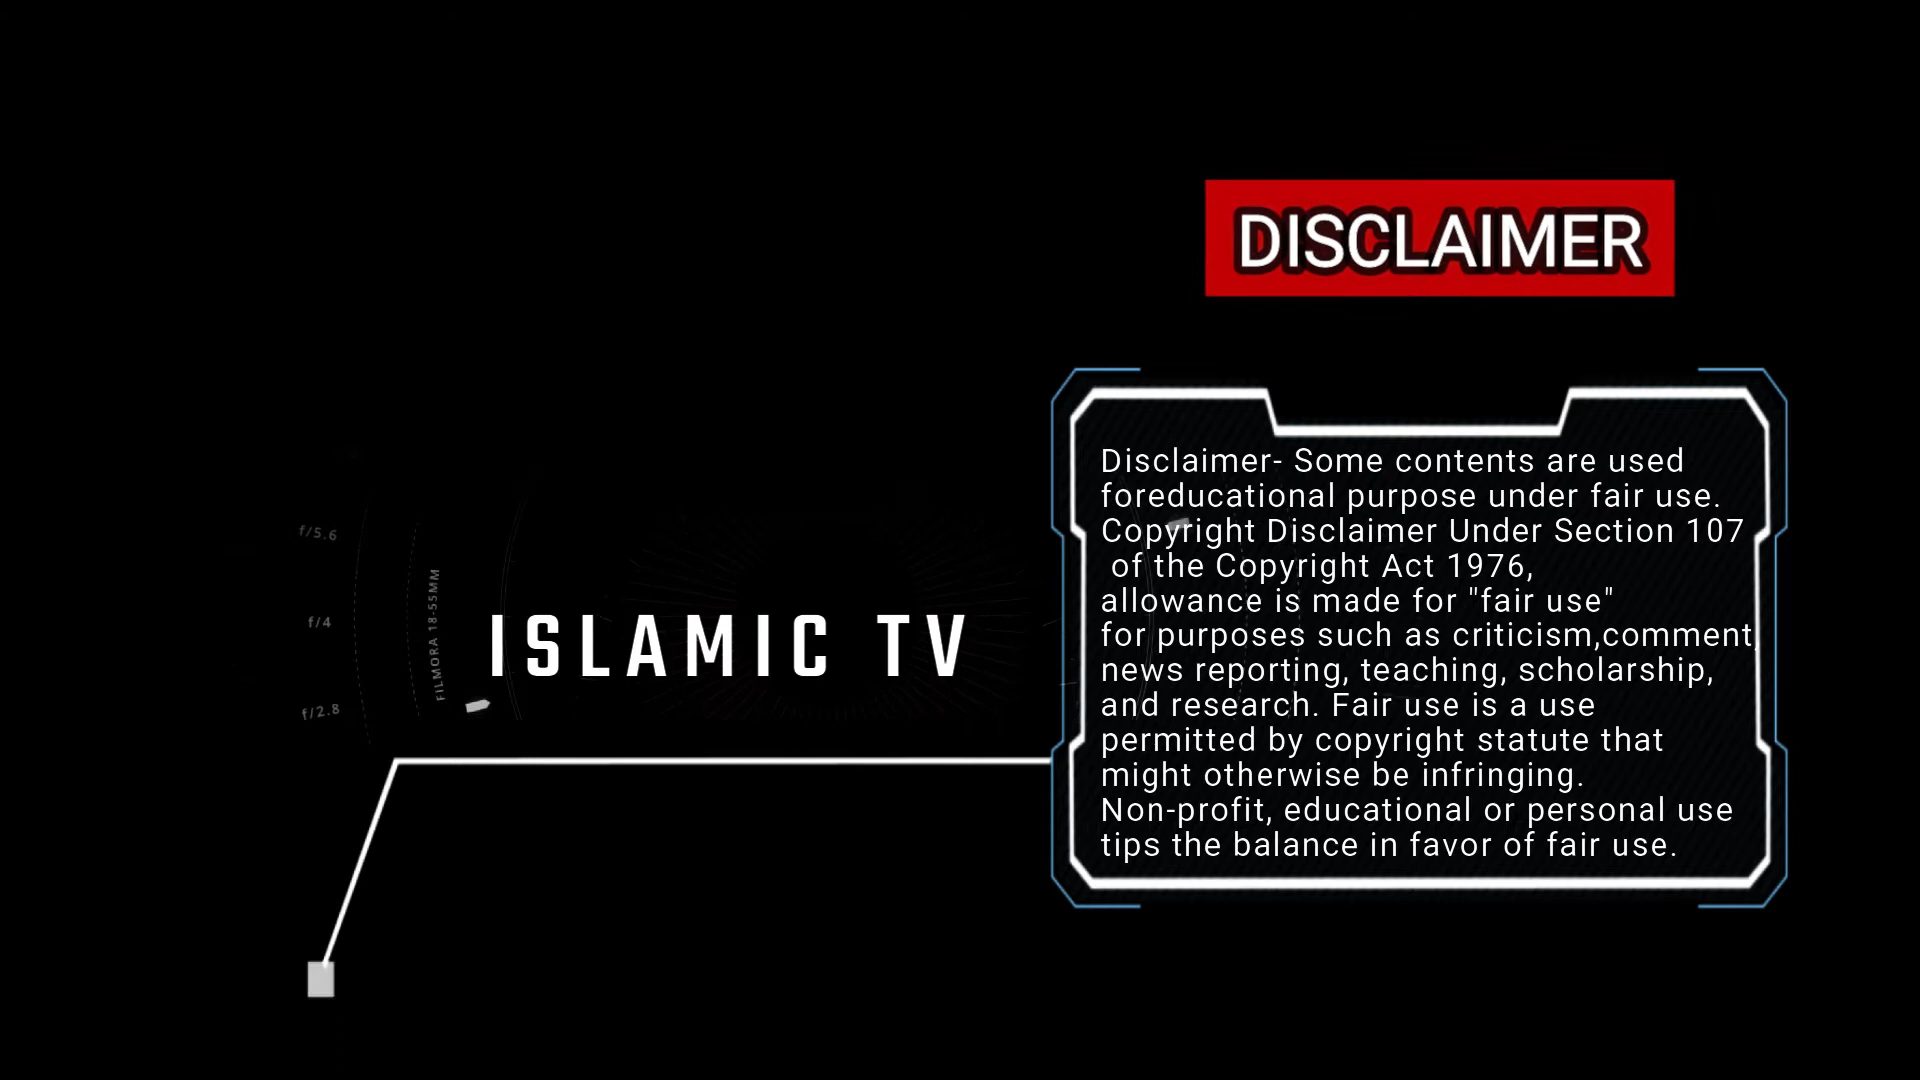 DISCLAIMER
Disclaimer- Some contents are used
foreducational purpose under fair use.
Copyright Disclaimer Under Section 107
of the Copyright Act 1976,
allowance is made for "fair use"
for purposes such as criticism,comment,
news reporting, teaching, scholarship,
and research. Fair use is a use
permitted by copyright statute that
might otherwise be infringing.
Non-profit, educational or personal use
tips the balance in favor of fair use.
f/5.6
f/4
f/2.8
FILMORA 18-55MM
ISLAMIC TV